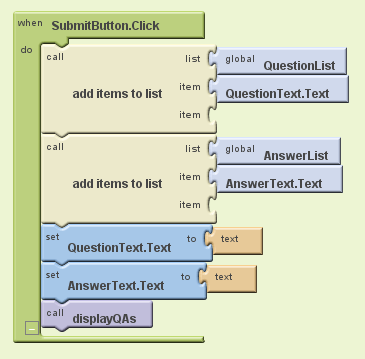 when SubmitButton.Click
do
call list global QuestionList
add items to list item QuestionText.Text
item
call list global AnswerList
add items to list item AnswerText.Text
item
set QuestionText.Text to text
set AnswerText.Text to text
call displayQAs